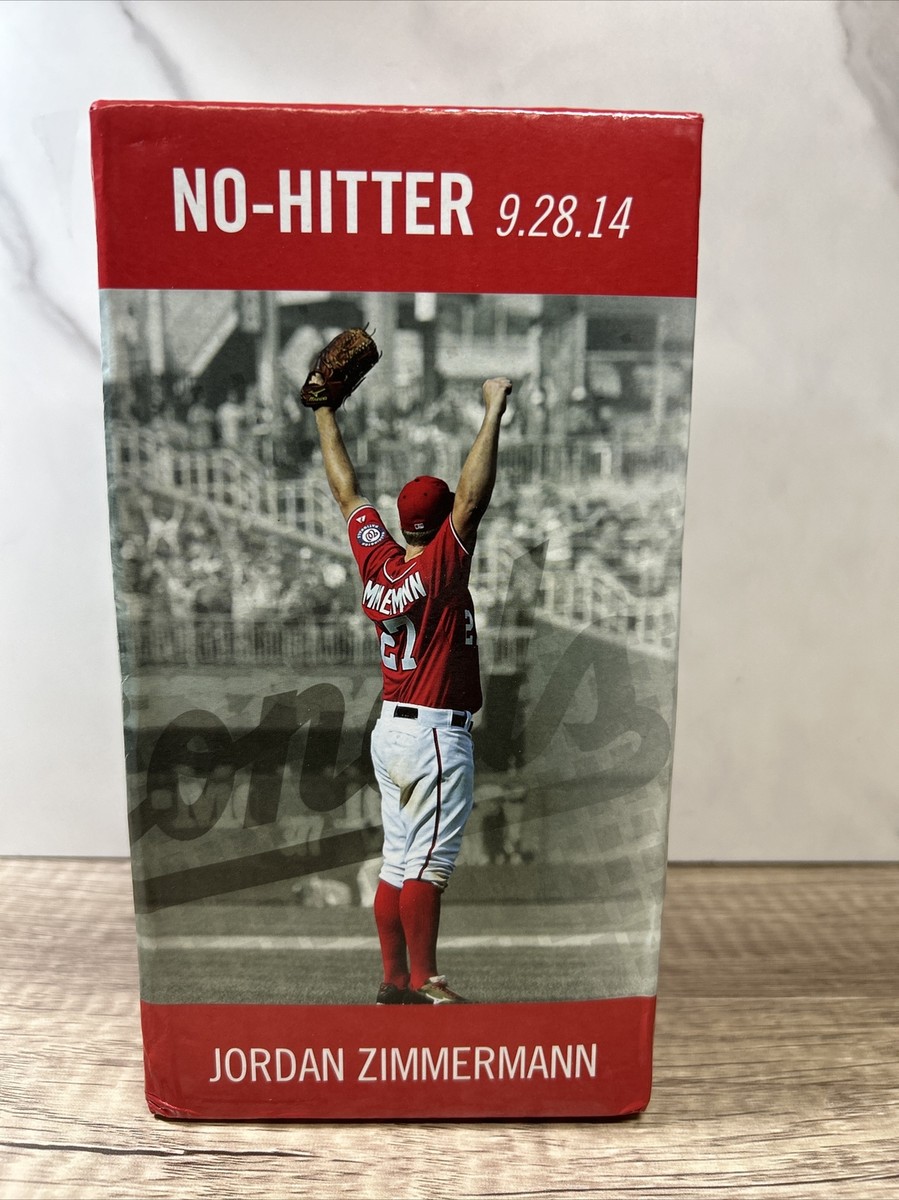 NO-HITTER 9.28.14
27
JORDAN ZIMMERMANN